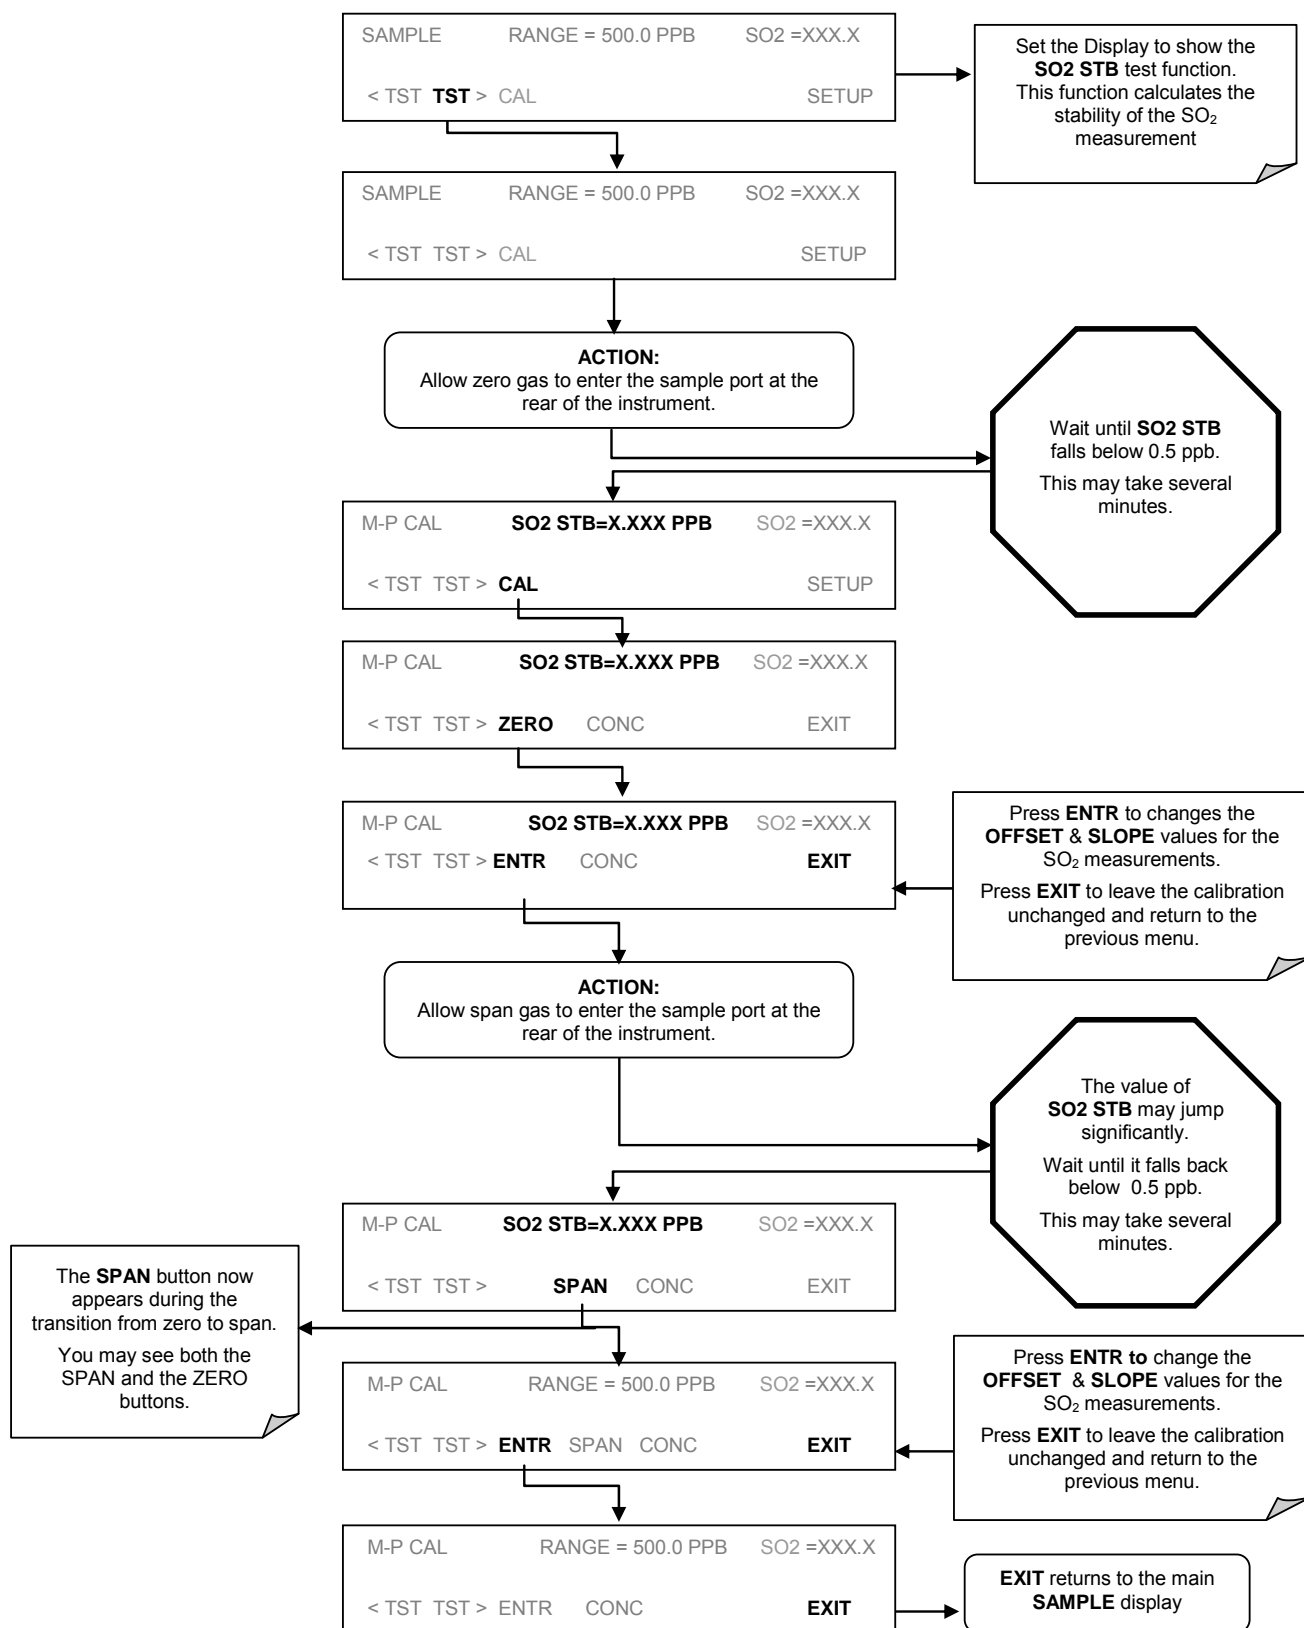 SAMPLE RANGE = 500.0 PPB SO2 =XXX.X
< TST TST > CAL SETUP
Set the Display to show the
SO2 STB test function.
This function calculates the
stability of the SO₂
measurement
SAMPLE RANGE = 500.0 PPB SO2 =XXX.X
< TST TST > CAL SETUP
ACTION:
Allow zero gas to enter the sample port at the
rear of the instrument.
Wait until SO2 STB
falls below 0.5 ppb.
This may take several
minutes.
M-P CAL SO2 STB=X.XXX PPB SO2 =XXX.X
< TST TST > CAL SETUP
M-P CAL SO2 STB=X.XXX PPB SO2 =XXX.X
< TST TST > ZERO CONC EXIT
M-P CAL SO2 STB=X.XXX PPB SO2 =XXX.X
< TST TST > ENTR CONC EXIT
Press ENTR to changes the
OFFSET & SLOPE values for the
SO₂ measurements.
Press EXIT to leave the calibration
unchanged and return to the
previous menu.
ACTION:
Allow span gas to enter the sample port at the
rear of the instrument.
The value of
SO2 STB may jump
significantly.
Wait until it falls back
below 0.5 ppb.
This may take several
minutes.
M-P CAL SO2 STB=X.XXX PPB SO2 =XXX.X
< TST TST > SPAN CONC EXIT
The SPAN button now
appears during the
transition from zero to span.
You may see both the
SPAN and the ZERO
buttons.
M-P CAL RANGE = 500.0 PPB SO2 =XXX.X
< TST TST > ENTR SPAN CONC EXIT
Press ENTR to change the
OFFSET & SLOPE values for the
SO₂ measurements.
Press EXIT to leave the calibration
unchanged and return to the
previous menu.
M-P CAL RANGE = 500.0 PPB SO2 =XXX.X
< TST TST > ENTR CONC EXIT
EXIT returns to the main
SAMPLE display